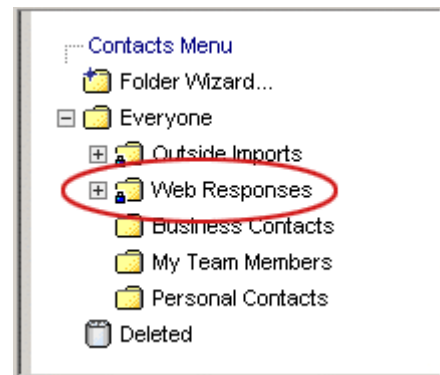 Contacts Menu
Folder Wizard...
Everyone
Outside Imports
Web Responses
Business Contacts
My Team Members
Personal Contacts
Deleted